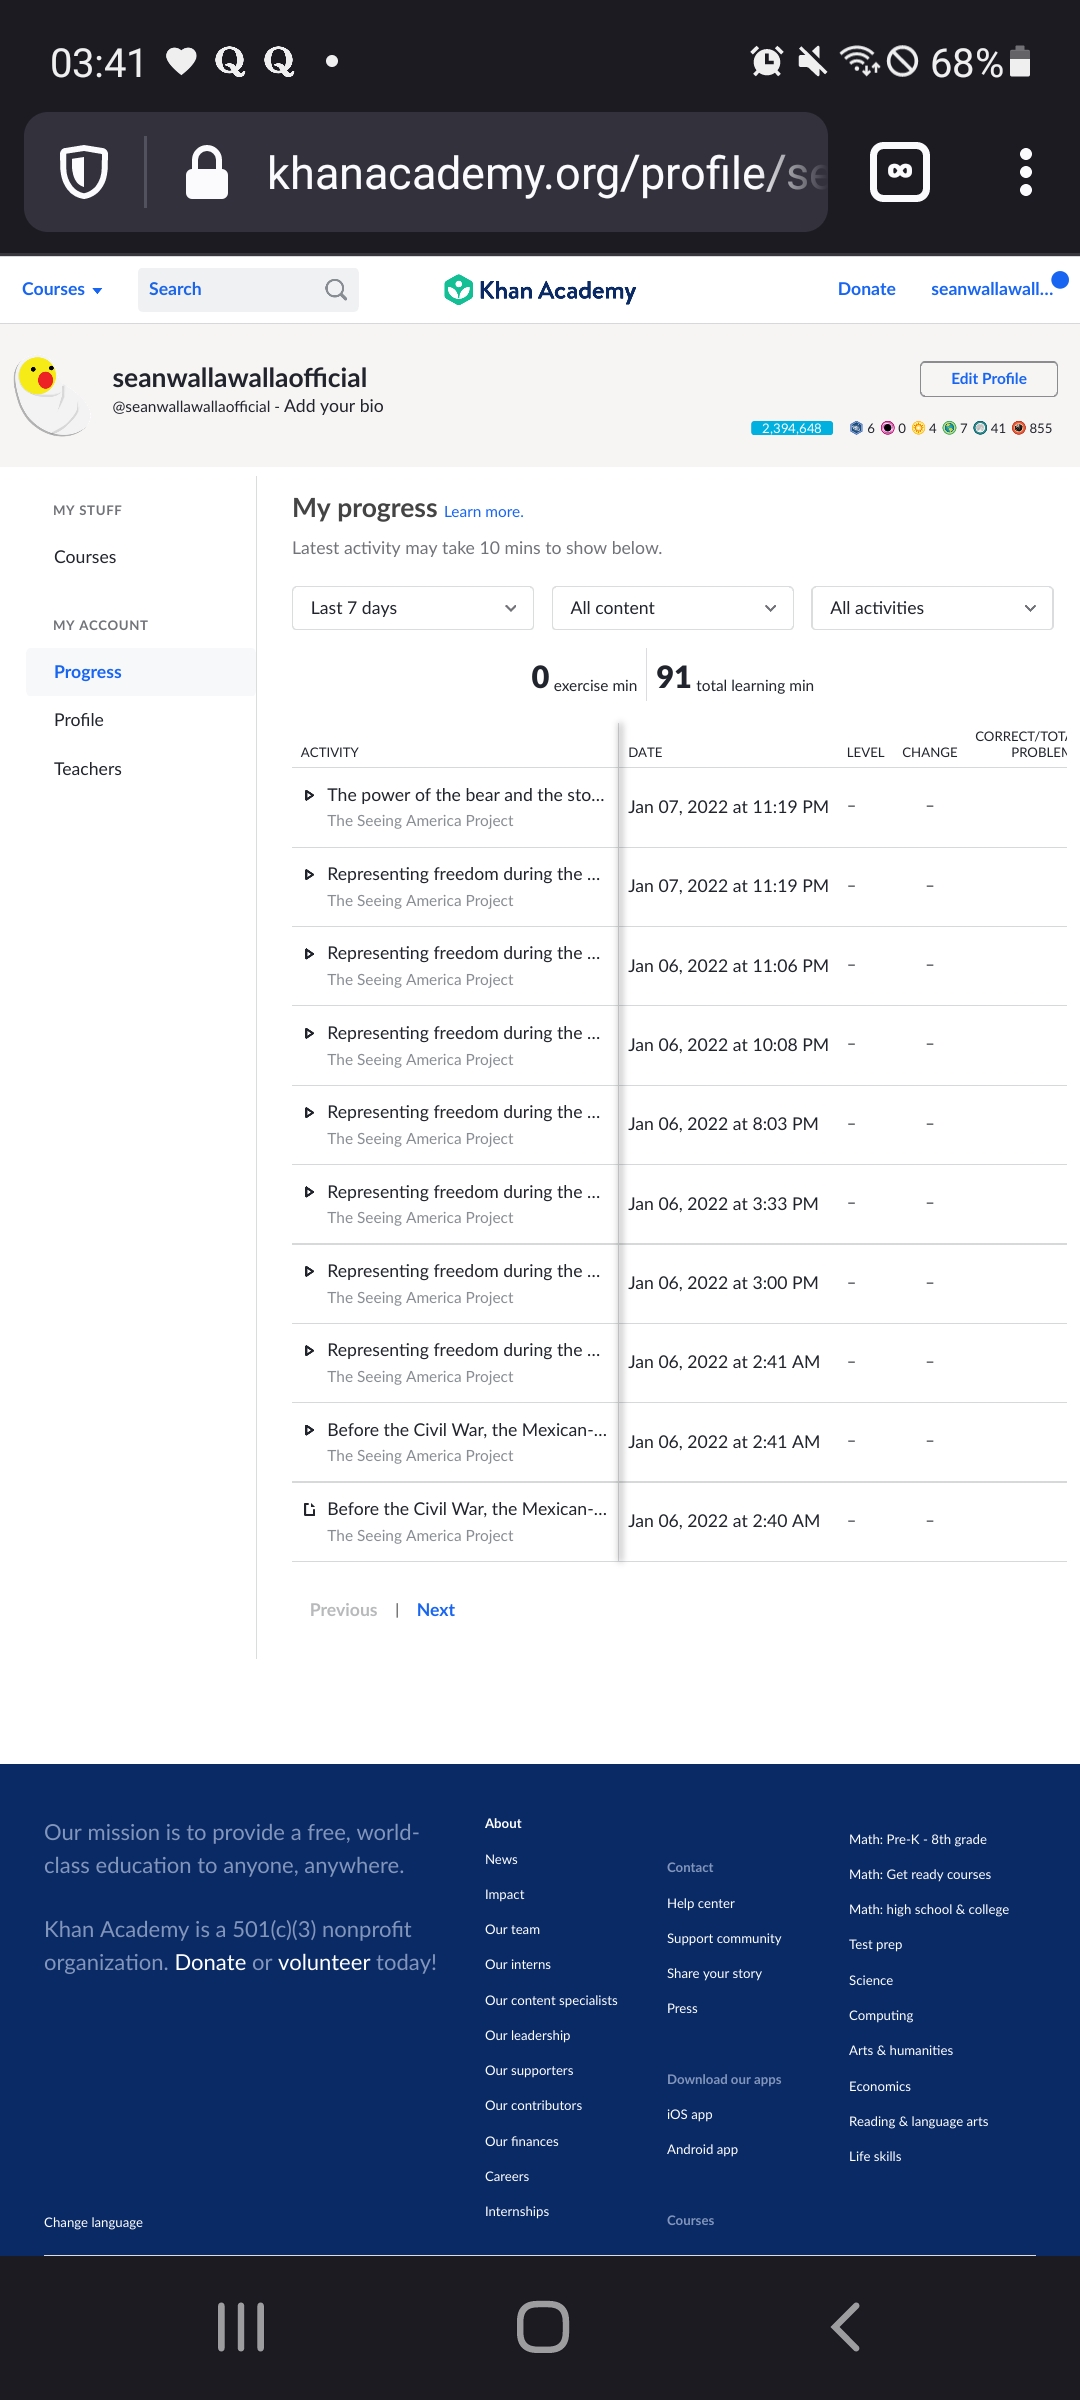 03:41
68%
khanacademy.org/profile/se
Courses
Search
Khan Academy
Donate
seanwallawall...
seanwallawallaofficial
@seanwallawallaofficial - Add your bio
Edit Profile
2,394,648 6 0 4 7 41 855
MY STUFF
Courses
MY ACCOUNT
Progress
Profile
Teachers
My progress Learn more.
Latest activity may take 10 mins to show below.
Last 7 days
All content
All activities
0 exercise min
91 total learning min
ACTIVITY DATE LEVEL CHANGE CORRECT/TOTA
PROBLEM
The power of the bear and the sto... Jan 07, 2022 at 11:19 PM – –
The Seeing America Project
Representing freedom during the ... Jan 07, 2022 at 11:19 PM – –
The Seeing America Project
Representing freedom during the ... Jan 06, 2022 at 11:06 PM – –
The Seeing America Project
Representing freedom during the ... Jan 06, 2022 at 10:08 PM – –
The Seeing America Project
Representing freedom during the ... Jan 06, 2022 at 8:03 PM – –
The Seeing America Project
Representing freedom during the ... Jan 06, 2022 at 3:33 PM – –
The Seeing America Project
Representing freedom during the ... Jan 06, 2022 at 3:00 PM – –
The Seeing America Project
Representing freedom during the ... Jan 06, 2022 at 2:41 AM – –
The Seeing America Project
Before the Civil War, the Mexican-... Jan 06, 2022 at 2:41 AM – –
The Seeing America Project
Before the Civil War, the Mexican-... Jan 06, 2022 at 2:40 AM – –
The Seeing America Project
Previous | Next
Our mission is to provide a free, world-
class education to anyone, anywhere.
Khan Academy is a 501(c)(3) nonprofit
organization. Donate or volunteer today!
Change language
About
News
Impact
Our team
Our interns
Our content specialists
Our leadership
Our supporters
Our contributors
Our finances
Careers
Internships
Contact
Help center
Support community
Share your story
Press
Download our apps
iOS app
Android app
Courses
Math: Pre-K - 8th grade
Math: Get ready courses
Math: high school & college
Test prep
Science
Computing
Arts & humanities
Economics
Reading & language arts
Life skills